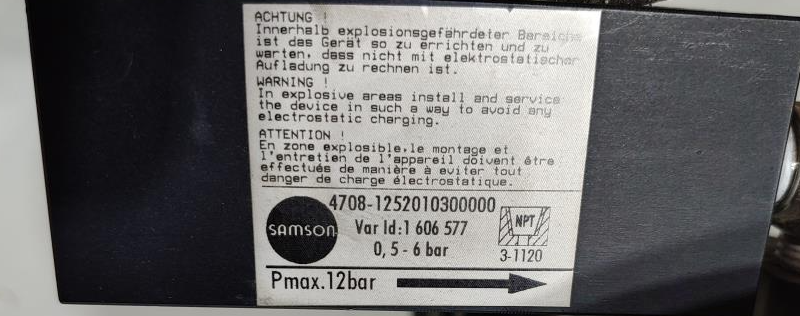 ACHTUNG !
Innerhalb explosionsgefährdeter Bereiche
ist das Gerät so zu errichten und zu
warten, dass nicht mit elektrostatischer
Aufladung zu rechnen ist.
WARNING !
In explosive areas install and service
the device in such a way to avoid any
electrostatic charging.
ATTENTION !
En zone explosible,le montage et
l'entretien de l'appareil doivent être
effectués de manière à eviter tout
danger de charge électrostatique.
4708-1252010300000
SAMSON
Var Id:1 606 577
NPT
0, 5 - 6 bar
3-1120
Pmax.12bar